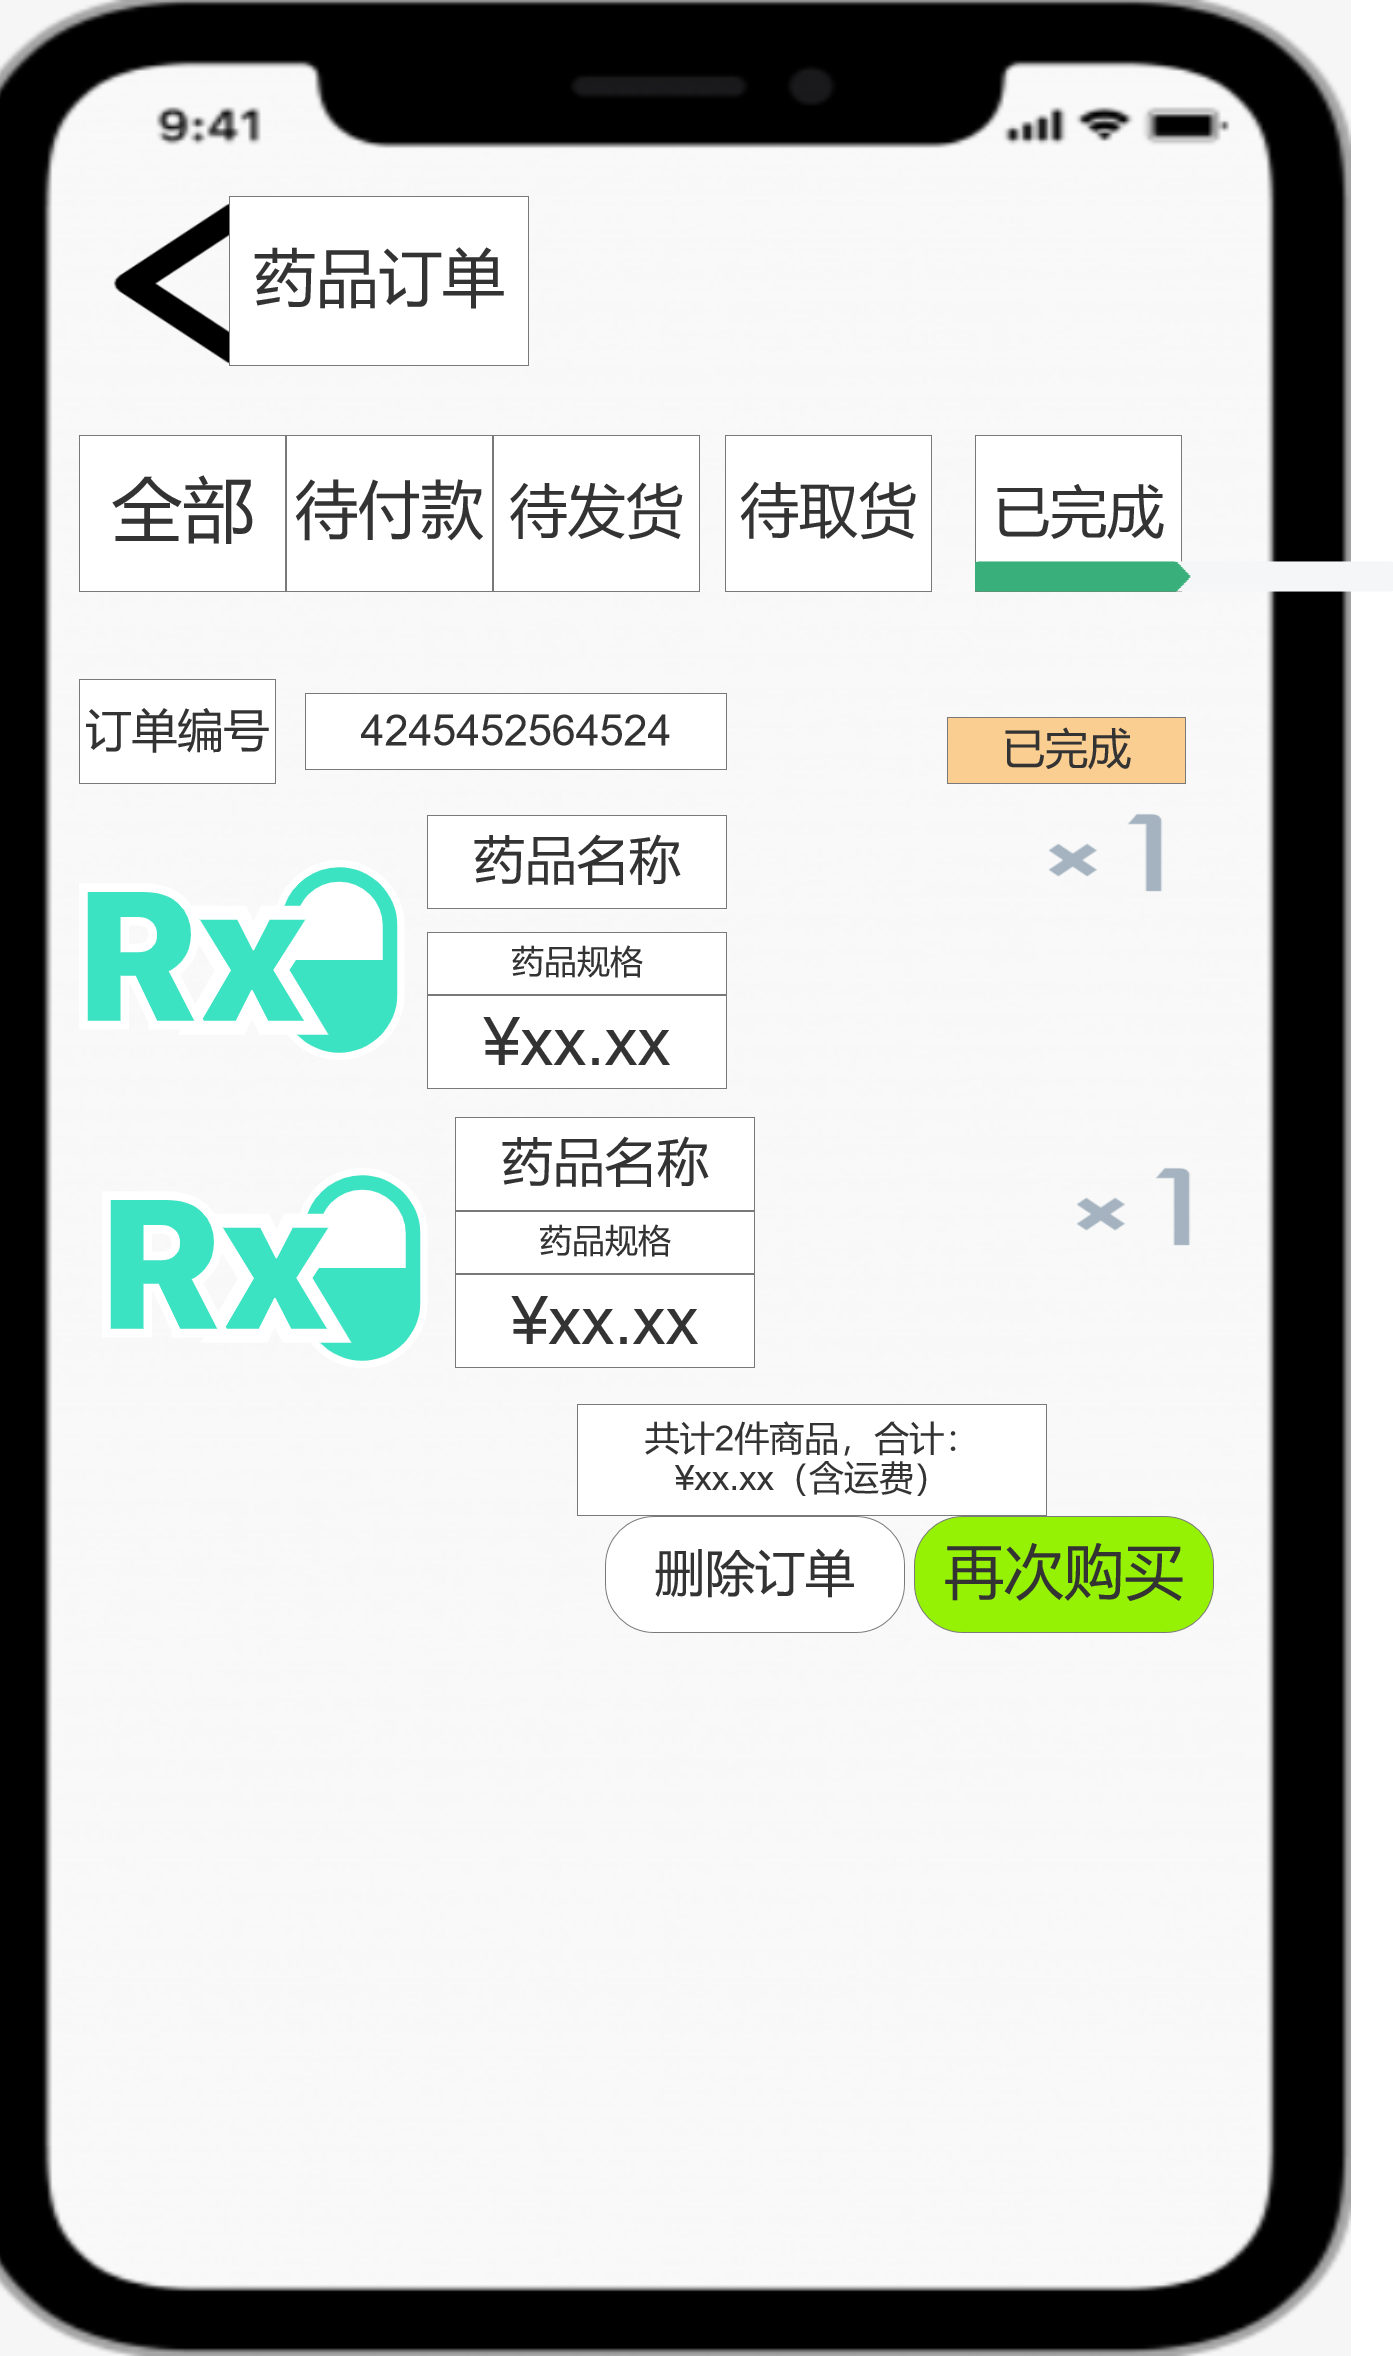 9:41
药品订单
全部 待付款 待发货 待取货 已完成
订单编号 4245452564524 已完成
药品名称 × 1
Rx
药品规格
¥xx.xx
药品名称 × 1
Rx
药品规格
¥xx.xx
共计2件商品，合计：
¥xx.xx（含运费）
删除订单 再次购买